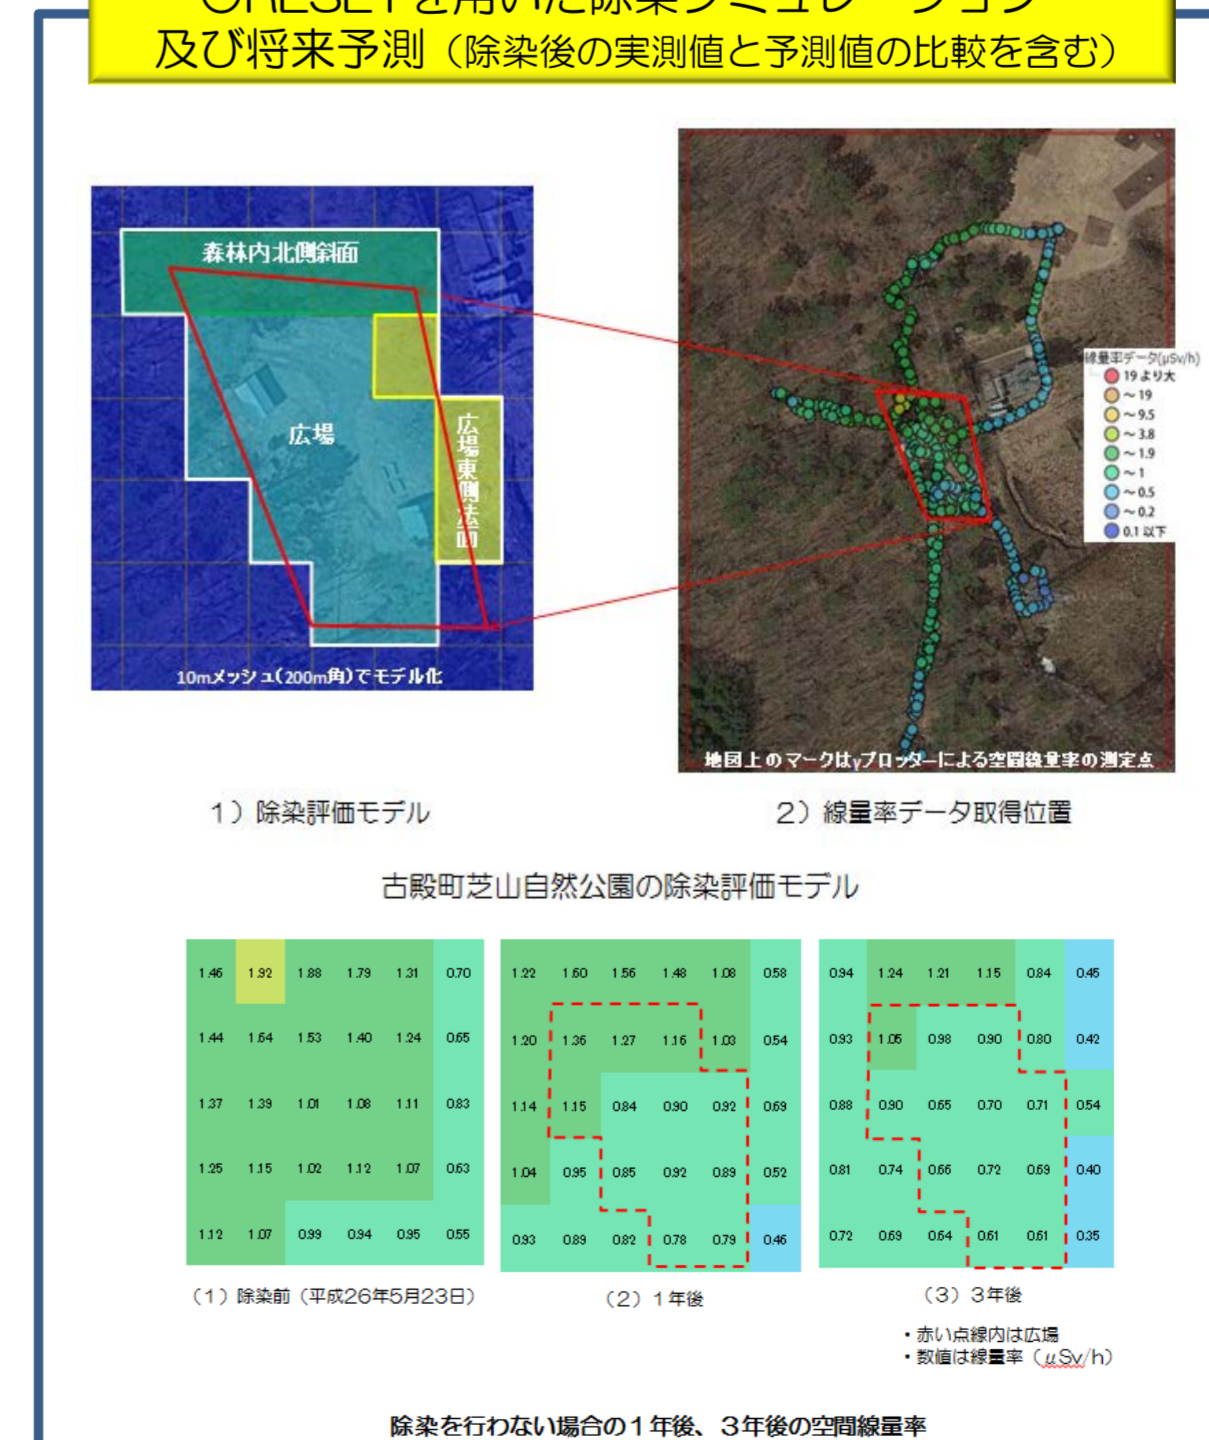 及び将来予測（除染後の実測値と予測値の比較を含む）
森林内北側斜面
広場
広場東側法面
10mメッシュ(200m角)でモデル化
線量率データ(μSv/h)
19より大
～19
～9.5
～3.8
～1.9
～1
～0.5
～0.2
0.1以下
地図上のマークはγプロッターによる空間線量率の測定点
1）除染評価モデル
2）線量率データ取得位置
古殿町芝山自然公園の除染評価モデル
1.46 1.92 1.88 1.79 1.31 0.70
1.44 1.64 1.53 1.40 1.24 0.65
1.37 1.39 1.01 1.08 1.11 0.83
1.25 1.15 1.02 1.12 1.07 0.63
1.12 1.07 0.99 0.94 0.95 0.55
（1）除染前（平成26年5月23日）
1.22 1.60 1.56 1.48 1.08 0.58
1.20 1.36 1.27 1.16 1.03 0.54
1.14 1.15 0.84 0.90 0.92 0.69
1.04 0.95 0.85 0.92 0.89 0.52
0.93 0.89 0.82 0.78 0.79 0.46
（2）1年後
0.94 1.24 1.21 1.15 0.84 0.45
0.93 1.05 0.98 0.90 0.80 0.42
0.88 0.90 0.65 0.70 0.71 0.54
0.81 0.74 0.66 0.72 0.69 0.40
0.72 0.69 0.64 0.61 0.61 0.35
（3）3年後
・赤い点線内は広場
・数値は線量率（μSv/h）
除染を行わない場合の1年後、3年後の空間線量率